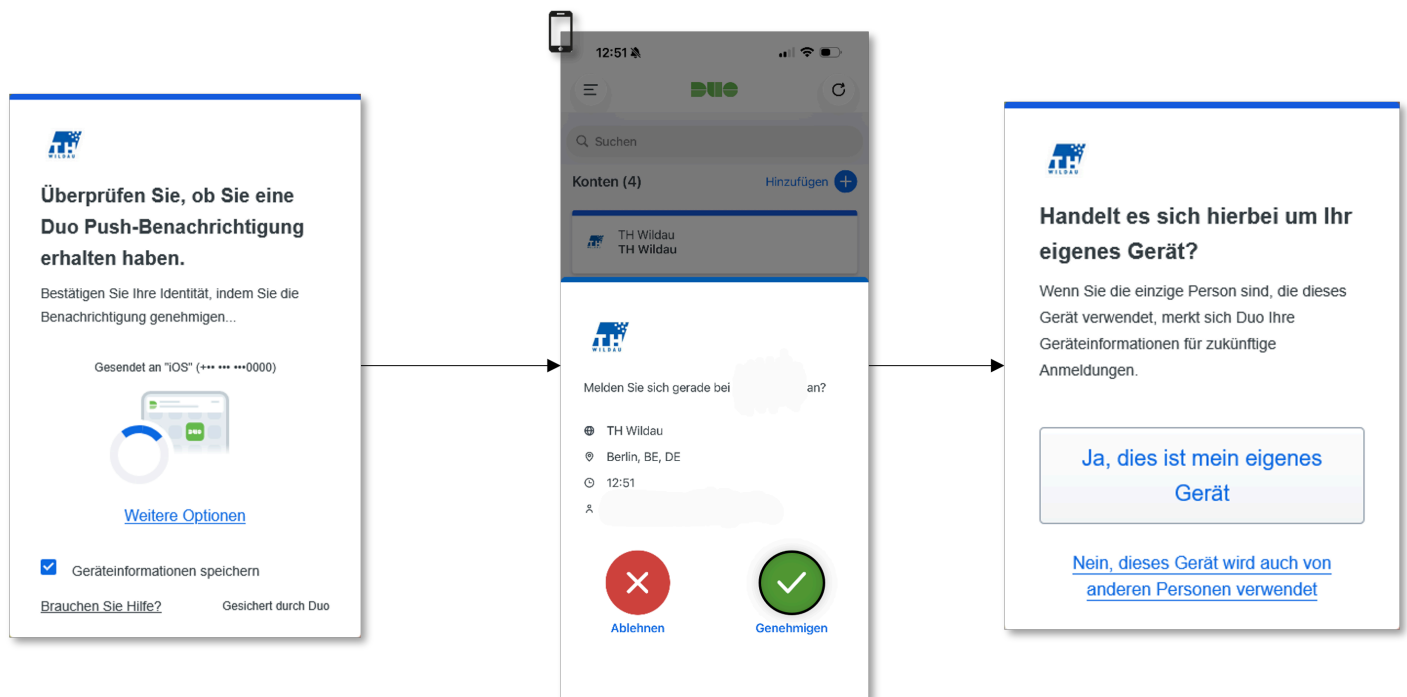 TH
WILDAU
Überprüfen Sie, ob Sie eine
Duo Push-Benachrichtigung
erhalten haben.
Bestätigen Sie Ihre Identität, indem Sie die
Benachrichtigung genehmigen...
Gesendet an "iOS" (+•• ••• •••0000)
DUO
Weitere Optionen
Geräteinformationen speichern
Brauchen Sie Hilfe? Gesichert durch Duo
12:51
DUO
Suchen
Konten (4) Hinzufügen
TH
TH Wildau
TH Wildau
TH
WILDAU
Melden Sie sich gerade bei an?
TH Wildau
Berlin, BE, DE
12:51
Ablehnen Genehmigen
TH
WILDAU
Handelt es sich hierbei um Ihr
eigenes Gerät?
Wenn Sie die einzige Person sind, die dieses
Gerät verwendet, merkt sich Duo Ihre
Geräteinformationen für zukünftige
Anmeldungen.
Ja, dies ist mein eigenes
Gerät
Nein, dieses Gerät wird auch von
anderen Personen verwendet